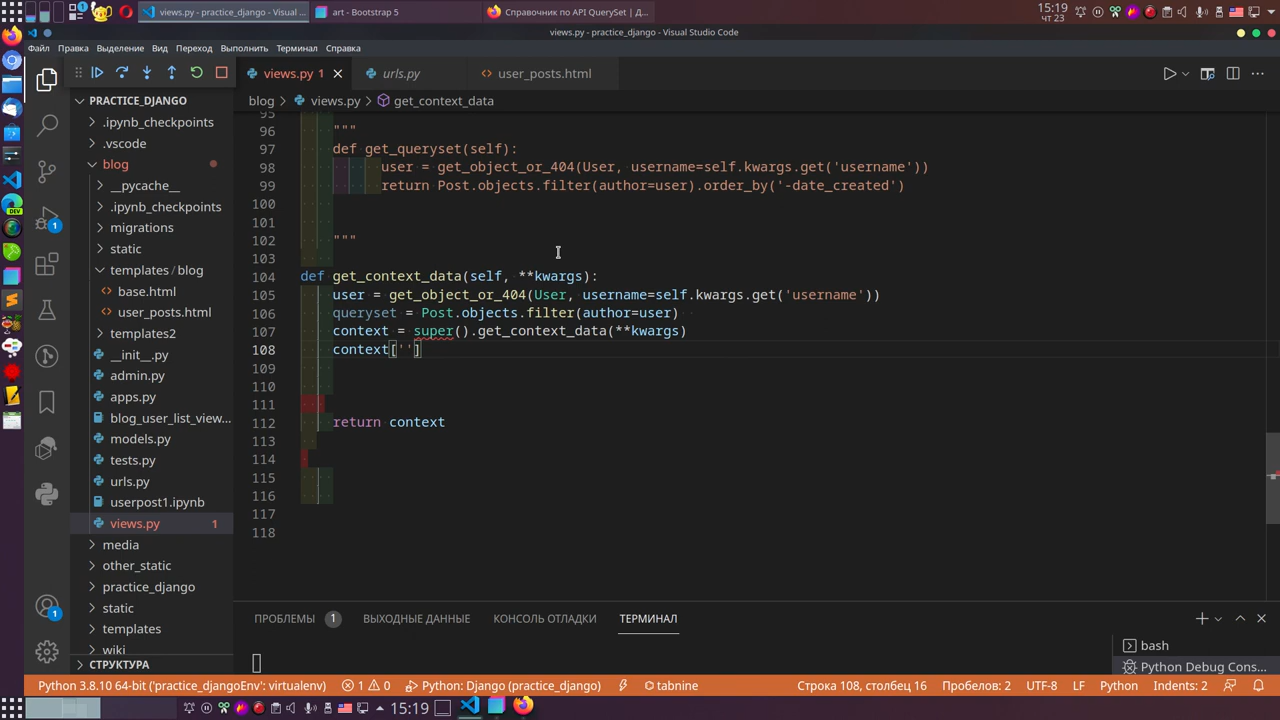 views.py - practice_django - Visual ...
art - Bootstrap 5
Справочник по API QuerySet | Д...
15:19
чт 23
views.py - practice_django - Visual Studio Code
Файл Правка Выделение Вид Переход Выполнить Терминал Справка
views.py 1
urls.py
user_posts.html
PRACTICE_DJANGO
blog > views.py > get_context_data
.ipynb_checkpoints
.vscode
blog
__pycache__
.ipynb_checkpoints
migrations
static
templates / blog
base.html
user_posts.html
templates2
__init__.py
admin.py
apps.py
blog_user_list_view...
models.py
tests.py
urls.py
userpost1.ipynb
views.py 1
media
other_static
practice_django
static
templates
wiki
СТРУКТУРА
1
1
95
96 """
97 def get_queryset(self):
98 user = get_object_or_404(User, username=self.kwargs.get('username'))
99 return Post.objects.filter(author=user).order_by('-date_created')
100
101
102 """
103
104 def get_context_data(self, **kwargs):
105 user = get_object_or_404(User, username=self.kwargs.get('username'))
106 queryset = Post.objects.filter(author=user)
107 context = super().get_context_data(**kwargs)
108 context['']
109
110
111
112 return context
113
114
115
116
117
118
ПРОБЛЕМЫ 1 ВЫХОДНЫЕ ДАННЫЕ КОНСОЛЬ ОТЛАДКИ ТЕРМИНАЛ
bash
Python Debug Cons...
Python 3.8.10 64-bit ('practice_djangoEnv': virtualenv) 1 0 Python: Django (practice_django) tabnine Строка 108, столбец 16 Пробелов: 2 UTF-8 LF Python Indents: 2
15:19